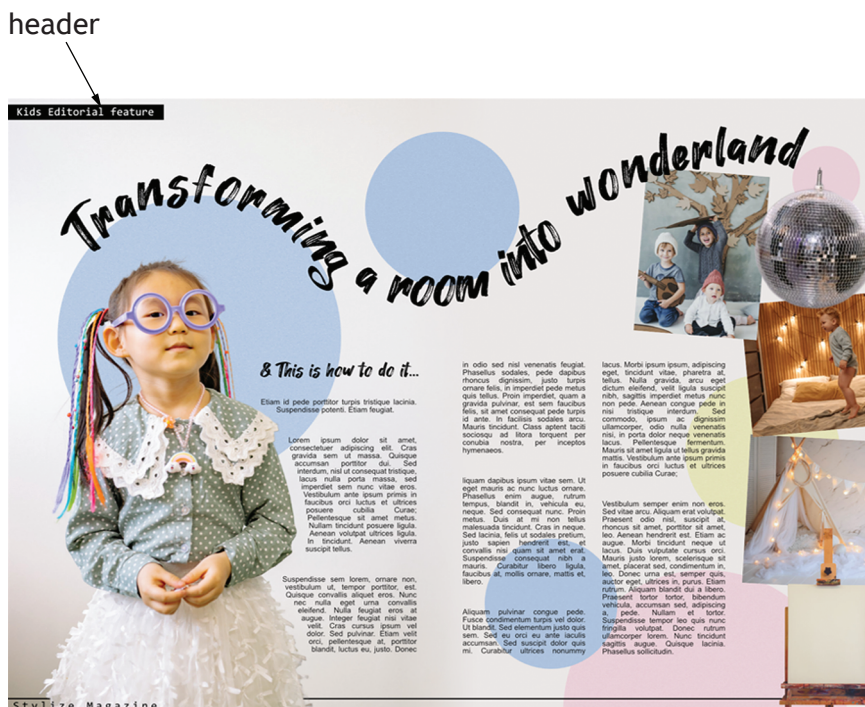 header
Kids Editorial feature
Transforming a room into wonderland
& This is how to do it...
Etiam id pede porttitor turpis tristique lacinia.
Suspendisse potenti. Etiam feugiat.
Lorem ipsum dolor sit amet,
consectetuer adipiscing elit. Cras
gravida sem ut massa. Quisque
accumsan porttitor dui. Sed
interdum, nisl ut consequat tristique,
lacus nulla porta massa, sed
imperdiet sem nunc vitae eros.
Vestibulum ante ipsum primis in
faucibus orci luctus et ultrices
posuere cubilia Curae;
Pellentesque sit amet metus.
Nullam tincidunt posuere ligula.
Aenean volutpat ultrices ligula.
In tincidunt. Aenean viverra
suscipit tellus.
Suspendisse sem lorem, ornare non,
vestibulum ut, tempor porttitor, est.
Quisque convallis aliquet eros. Nunc
nec nulla eget urna convallis
eleifend. Nulla feugiat eros at
augue. Integer feugiat nisi vitae
velit. Cras cursus ipsum vel
dolor. Sed pulvinar. Etiam velit
orci, pellentesque at, porttitor
blandit, luctus eu, justo. Donec
in odio sed nisl venenatis feugiat.
Phasellus sodales, pede dapibus
rhoncus dignissim, justo turpis
ornare felis, in imperdiet pede metus
quis tellus. Proin imperdiet, quam a
gravida pulvinar, est sem faucibus
felis, sit amet consequat pede turpis
id ante. In facilisis sodales arcu.
Mauris tincidunt. Class aptent taciti
sociosqu ad litora torquent per
conubia nostra, per inceptos
hymenaeos.
liquam dapibus ipsum vitae sem. Ut
eget mauris ac nunc luctus ornare.
Phasellus enim augue, rutrum
tempus, blandit in, vehicula eu,
neque. Sed consequat nunc. Proin
metus. Duis at mi non tellus
malesuada tincidunt. Cras in neque.
Sed lacinia, felis ut sodales pretium,
justo sapien hendrerit est, et
convallis nisi quam sit amet erat.
Suspendisse consequat nibh a
mauris. Curabitur libero ligula,
faucibus at, mollis ornare, mattis et,
libero.
Aliquam pulvinar congue pede.
Fusce condimentum turpis vel dolor.
Ut blandit. Sed elementum justo quis
sem. Sed eu orci eu ante iaculis
accumsan. Sed suscipit dolor quis
mi. Curabitur ultrices nonummy
lacus. Morbi ipsum ipsum, adipiscing
eget, tincidunt vitae, pharetra at,
tellus. Nulla gravida, arcu eget
dictum eleifend, velit ligula suscipit
nibh, sagittis imperdiet metus nunc
non pede. Aenean congue pede in
nisi tristique interdum. Sed
commodo, ipsum ac dignissim
ullamcorper, odio nulla venenatis
nisi, in porta dolor neque venenatis
lacus. Pellentesque fermentum.
Mauris sit amet ligula ut tellus gravida
mattis. Vestibulum ante ipsum primis
in faucibus orci luctus et ultrices
posuere cubilia Curae;
Vestibulum semper enim non eros.
Sed vitae arcu. Aliquam erat volutpat.
Praesent odio nisl, suscipit at,
rhoncus sit amet, porttitor sit amet,
leo. Aenean hendrerit est. Etiam ac
augue. Morbi tincidunt neque ut
lacus. Duis vulputate cursus orci.
Mauris justo lorem, scelerisque sit
amet, placerat sed, condimentum in,
leo. Donec urna est, semper quis,
auctor eget, ultrices in, purus. Etiam
rutrum. Aliquam blandit dui a libero.
Praesent tortor tortor, bibendum
vehicula, accumsan sed, adipiscing
a, pede. Nullam et tortor.
Suspendisse tempor leo quis nunc
fringilla volutpat. Donec rutrum
ullamcorper lorem. Nunc tincidunt
sagittis augue. Quisque lacinia.
Phasellus sollicitudin.
Stylize Magazine